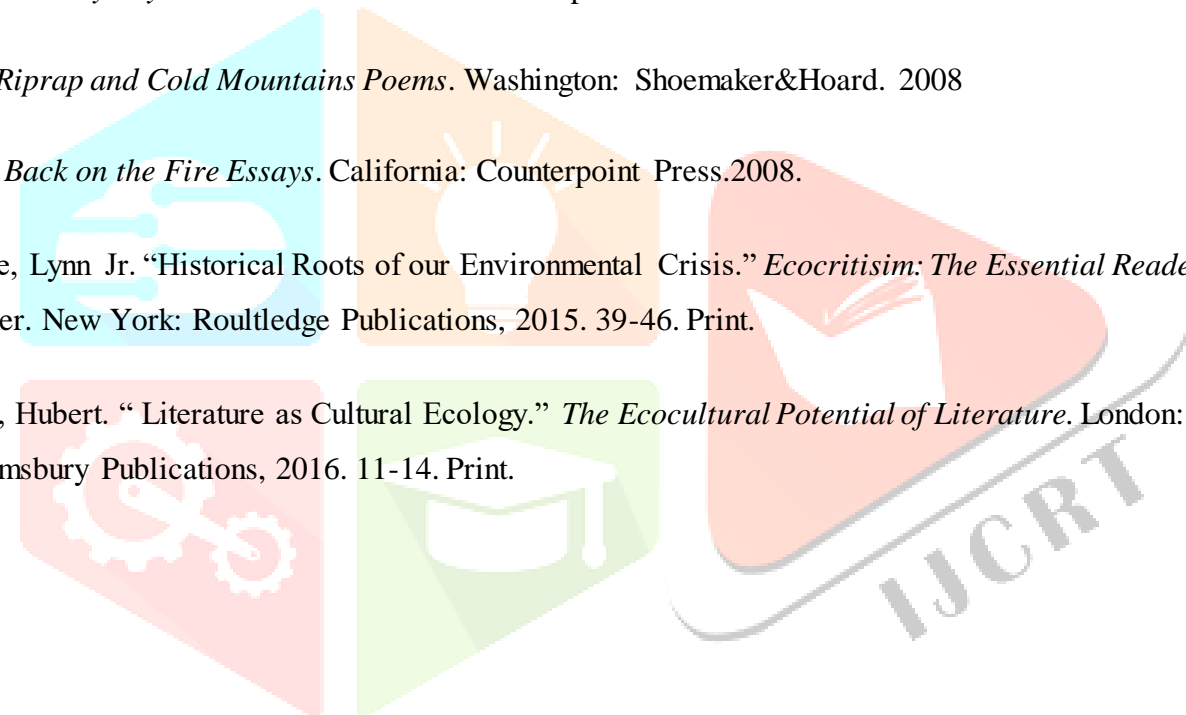 Riprap and Cold Mountains Poems. Washington: Shoemaker&Hoard. 2008
Back on the Fire Essays. California: Counterpoint Press.2008.
e, Lynn Jr. “Historical Roots of our Environmental Crisis.” Ecocritisim: The Essential Reade
er. New York: Roultledge Publications, 2015. 39-46. Print.
, Hubert. “ Literature as Cultural Ecology.” The Ecocultural Potential of Literature. London:
msbury Publications, 2016. 11-14. Print.
IJCRT